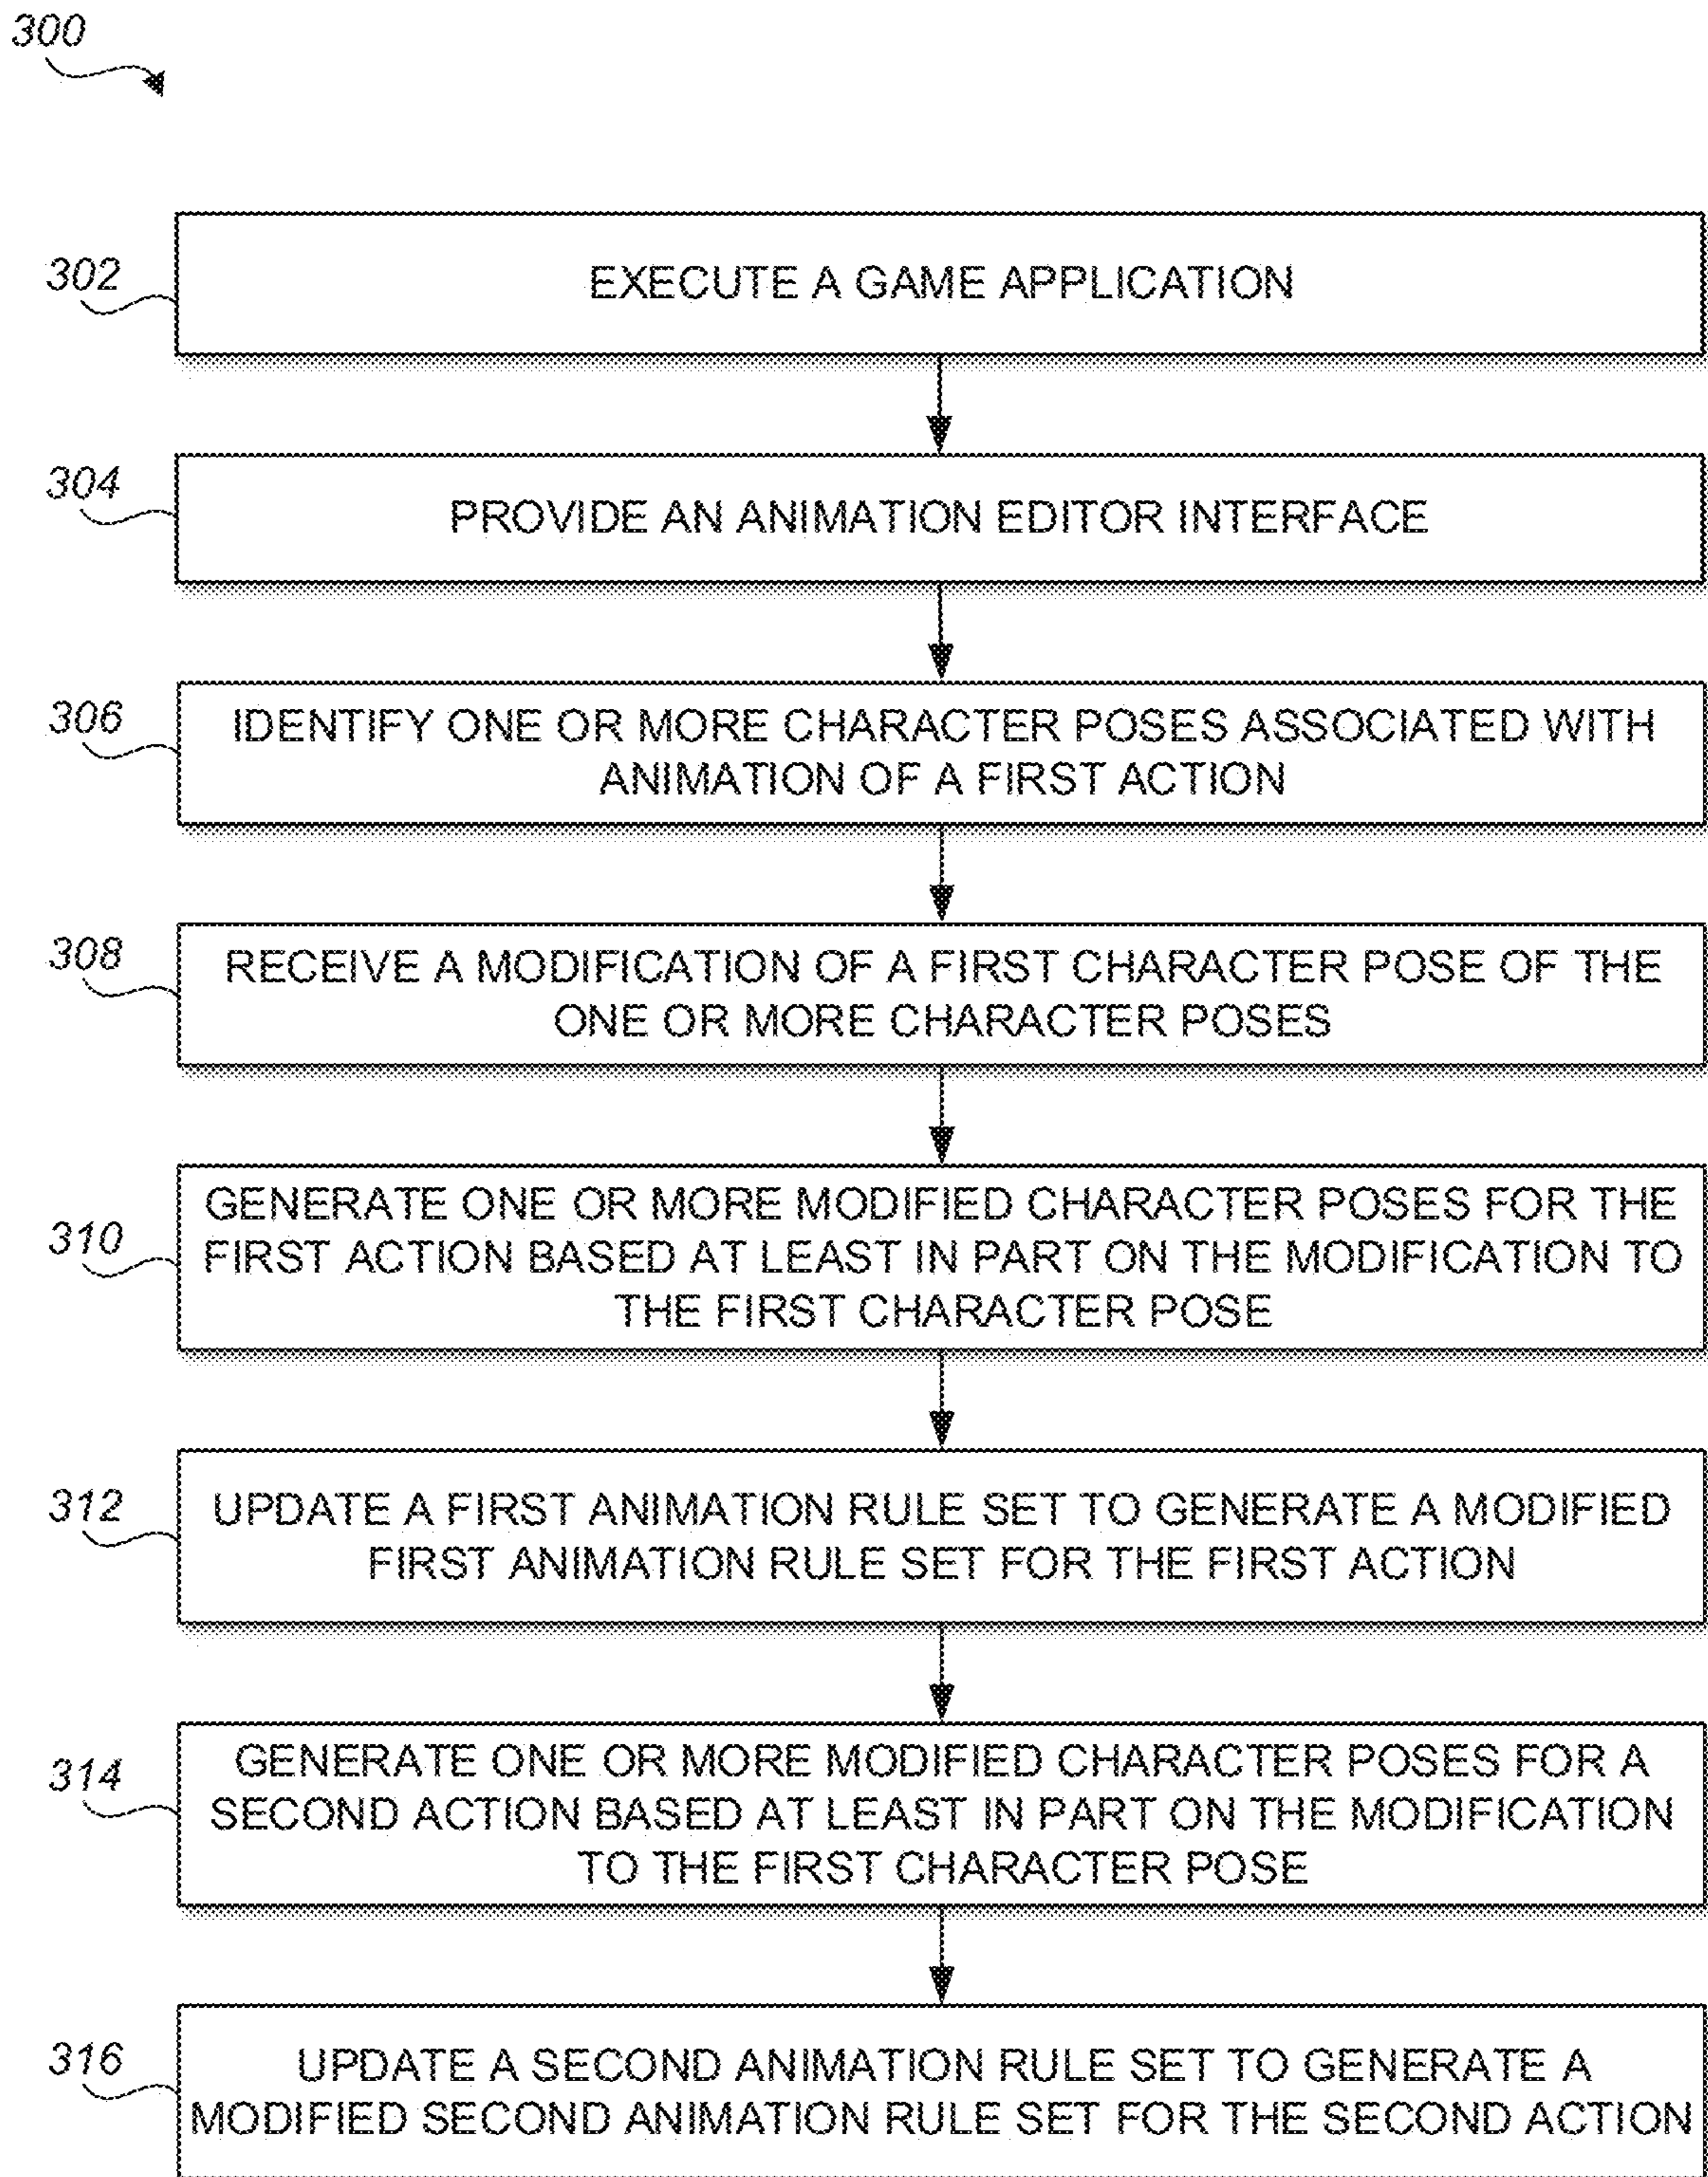 300
302
EXECUTE A GAME APPLICATION
304
PROVIDE AN ANIMATION EDITOR INTERFACE
306
IDENTIFY ONE OR MORE CHARACTER POSES ASSOCIATED WITH
ANIMATION OF A FIRST ACTION
308
RECEIVE A MODIFICATION OF A FIRST CHARACTER POSE OF THE
ONE OR MORE CHARACTER POSES
310
GENERATE ONE OR MORE MODIFIED CHARACTER POSES FOR THE
FIRST ACTION BASED AT LEAST IN PART ON THE MODIFICATION TO
THE FIRST CHARACTER POSE
312
UPDATE A FIRST ANIMATION RULE SET TO GENERATE A MODIFIED
FIRST ANIMATION RULE SET FOR THE FIRST ACTION
314
GENERATE ONE OR MORE MODIFIED CHARACTER POSES FOR A
SECOND ACTION BASED AT LEAST IN PART ON THE MODIFICATION
TO THE FIRST CHARACTER POSE
316
UPDATE A SECOND ANIMATION RULE SET TO GENERATE A
MODIFIED SECOND ANIMATION RULE SET FOR THE SECOND ACTION